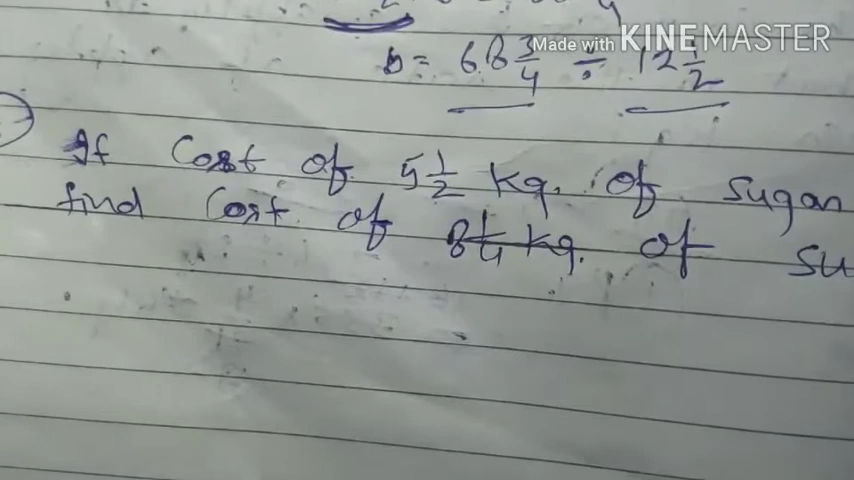 Made with KINEMASTER
D = 68 3/4 ÷ 12 1/2
If Cost of 5 1/2 kg. of sugar
find Cost of 8 1/4 kg. of su